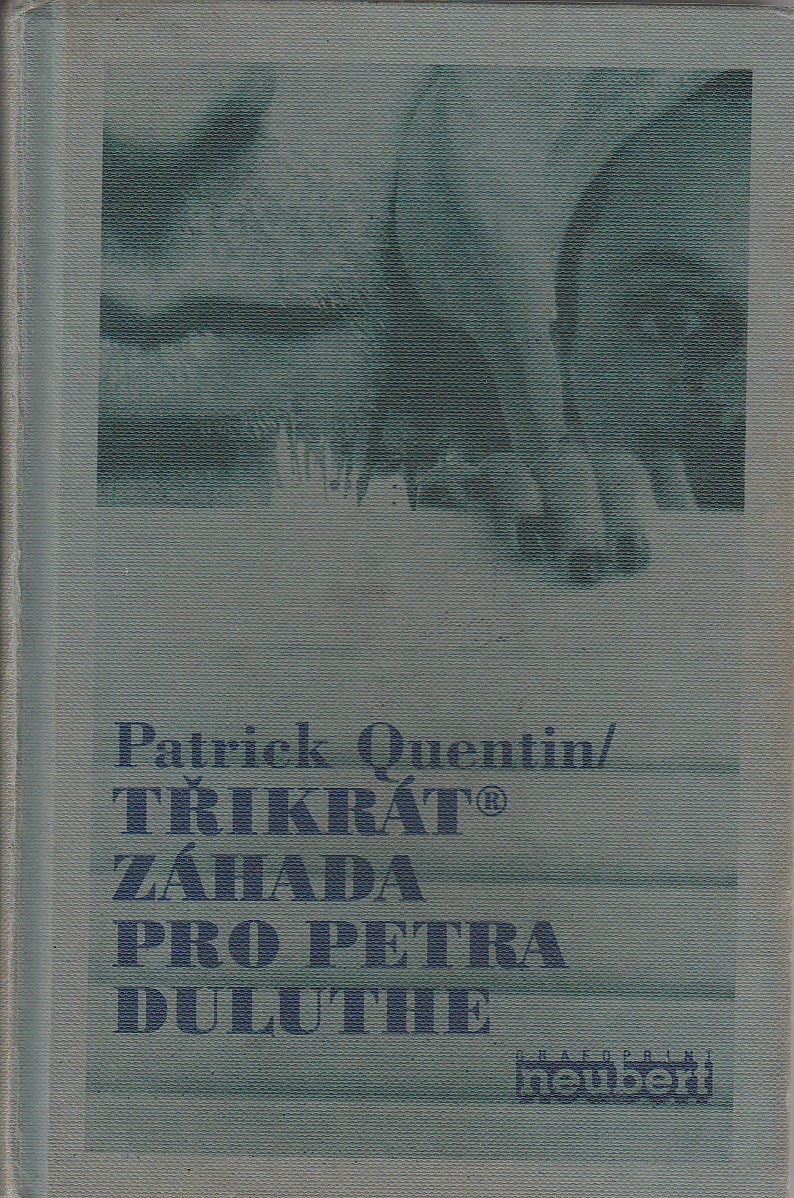 Patrick Quentin/
TŘIKRÁT®
ZÁHADA
PRO PETRA
DULUTHE
GRAFOPRINT
neubert